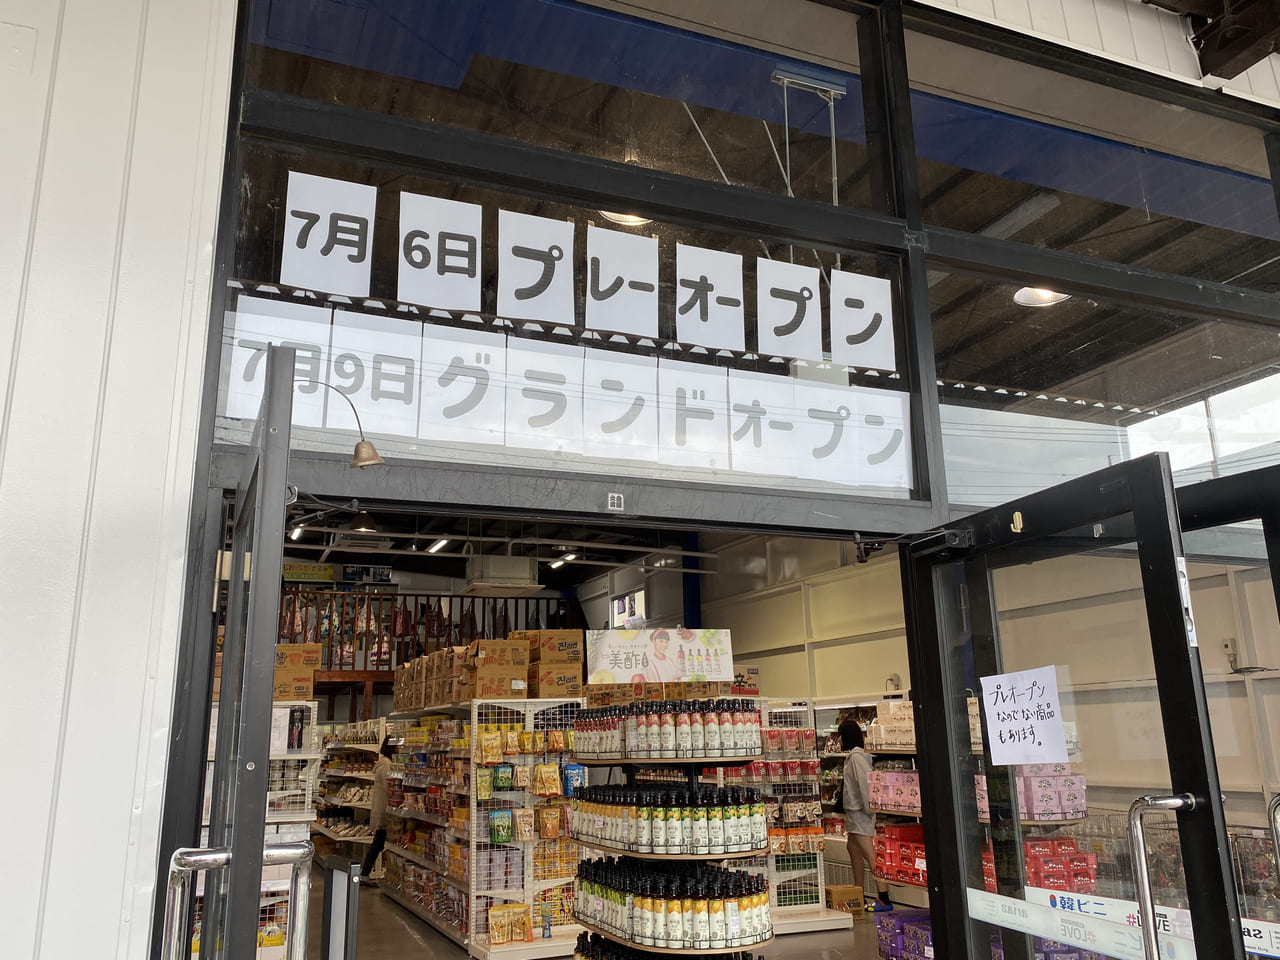 7月6日プレーオープン
7月9日グランドオープン
美酢
プレオープン
なので ない商品
もあります。
韓ビニ